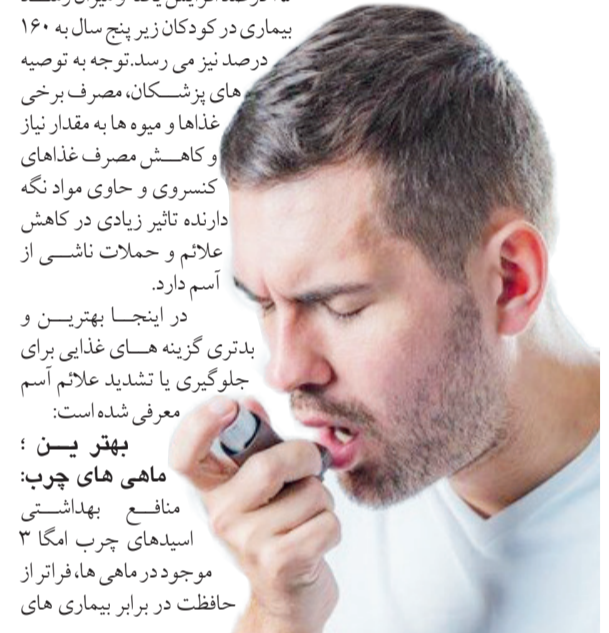 بیماری در کودکان زیر پنج سال به ۱۶۰
درصد نیز می رسد.توجه به توصیه
های پزشکان، مصرف برخی
غذاها و میوه ها به مقدار نیاز
و کاهش مصرف غذاهای
کنسروی و حاوی مواد نگه
دارنده تاثیر زیادی در کاهش
علائم و حملات ناشی از
آسم دارد.
در اینجا بهترین و
بدتری گزینه های غذایی برای
جلوگیری یا تشدید علائم آسم
معرفی شده است:
بهتر ین ؛
ماهی های چرب:
منافع بهداشتی
اسیدهای چرب امگا ۳
موجود در ماهی ها، فراتر از
حافظت در برابر بیماری های